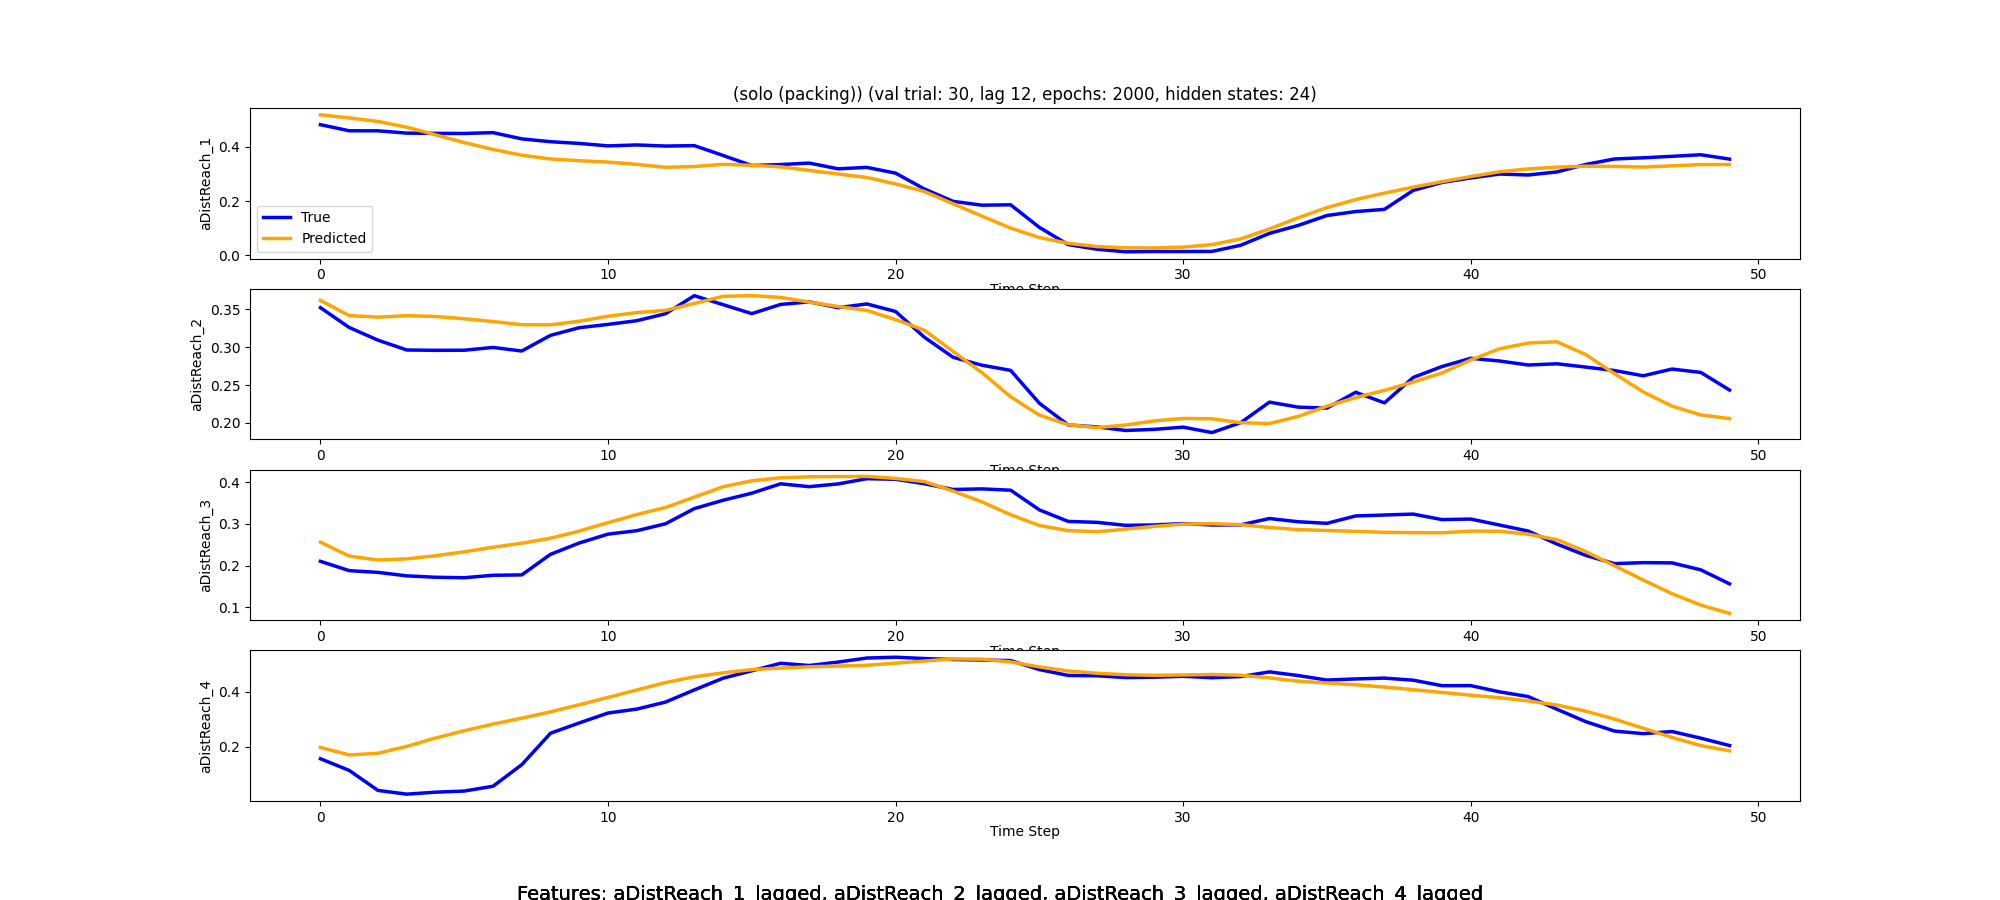 (solo (packing)) (val trial: 30, lag 12, epochs: 2000, hidden states: 24)
aDistReach_1
0.4
0.2
0.0
True
Predicted
0 10 20 30 40 50
Time Step
aDistReach_2
0.35
0.30
0.25
0.20
0 10 20 30 40 50
Time Step
aDistReach_3
0.4
0.3
0.2
0.1
0 10 20 30 40 50
Time Step
aDistReach_4
0.4
0.2
0 10 20 30 40 50
Time Step
Features: aDistReach_1_lagged, aDistReach_2_lagged, aDistReach_3_lagged, aDistReach_4_lagged